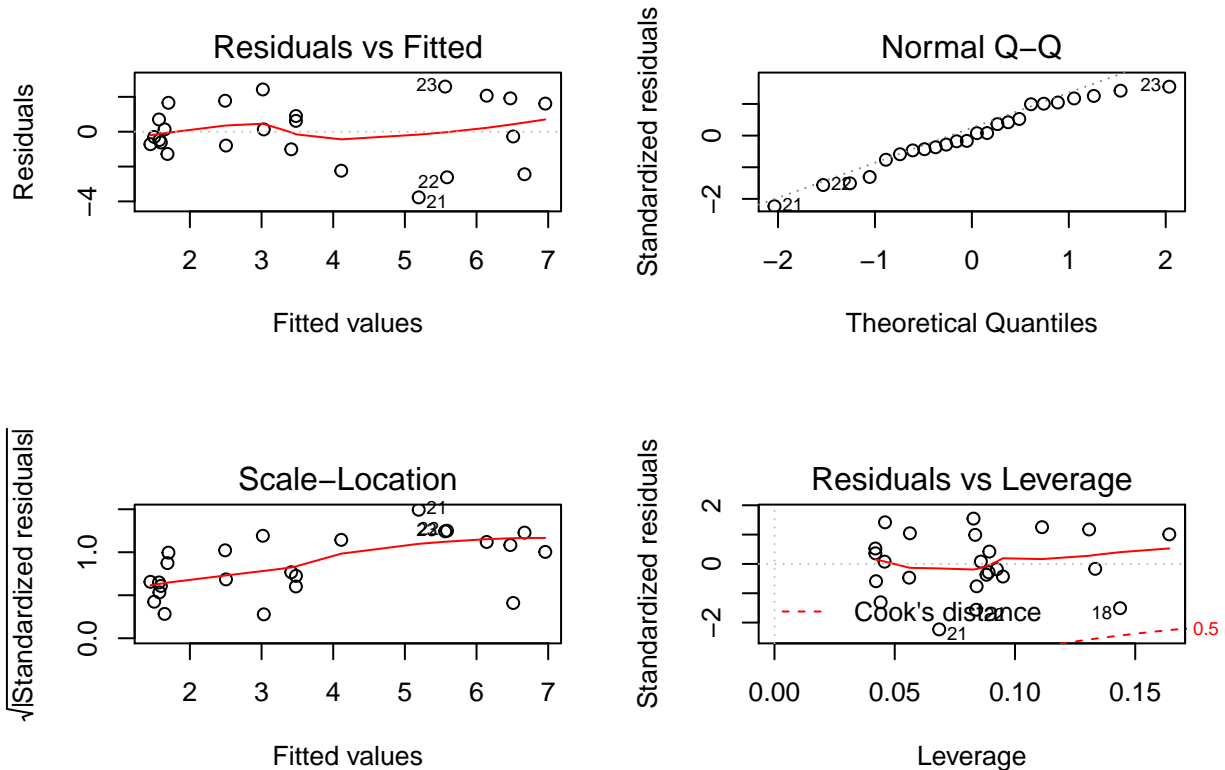 Residuals vs Fitted
Residuals
0
−4
23
22
21
2 3 4 5 6 7
Fitted values
Normal Q−Q
Standardized residuals
0
−2
23
22
21
−2 −1 0 1 2
Theoretical Quantiles
Scale−Location
√|Standardized residuals|
1.0
0.0
21
2 3 4 5 6 7
Fitted values
Residuals vs Leverage
Standardized residuals
2
0
−2
Cook's distance
18
21
0.5
0.00 0.05 0.10 0.15
Leverage